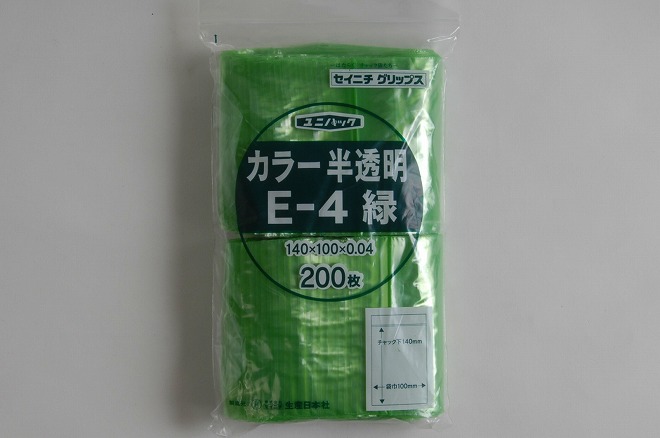 セイニチ グリップス
ユニパック
カラー 半透明
E-4 緑
140×100×0.04
200枚
チャック下140mm
袋巾100mm
生産日本社